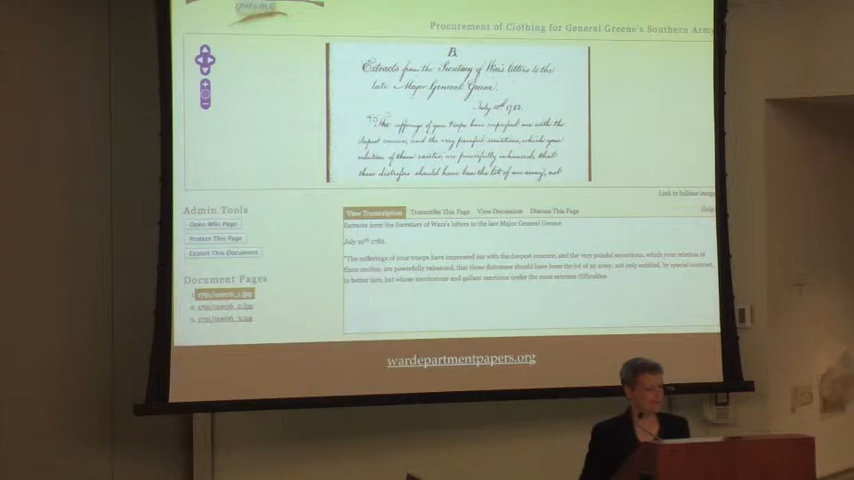 Procurement of Clothing for General Greene's Southern Army
B.
Extracts from the Secretary of War's letters to the
late Major General Greene.
July 10th 1782.
"The sufferings of your Troops have impressed me with the
deepest concern, and the very painful sensations, which your
relation of these
are powerfully enhanced, that
these distresses should have been the lot of an army, not
Link to fullsize image
Admin Tools
Open Wiki Page
Protect This Page
Export This Document
Document Pages
View Transcription Transcribe This Page View Discussion Discuss This Page Help
Extracts form the Secretary of Wars's letters to the late Major General Greene.
July 10th 1782.
"The sufferings of your troops have impressed me with the deepest concern, and the very painful sensations, which your relation of
them excites, are powerfully enhanced, that these distresses should have been the lot of an army, not only entitled, by special contract,
to better fare, but whose meritorious and gallant exertions under the most extreme difficulties.
wardepartmentpapers.org